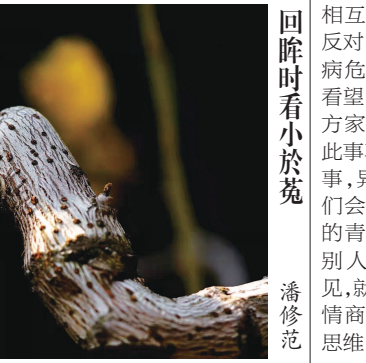 回眸时看小於菟
潘修范
相互
反对
病危
看望
方家
此事
事,
们会
的青
别人
见,就
情商
思维